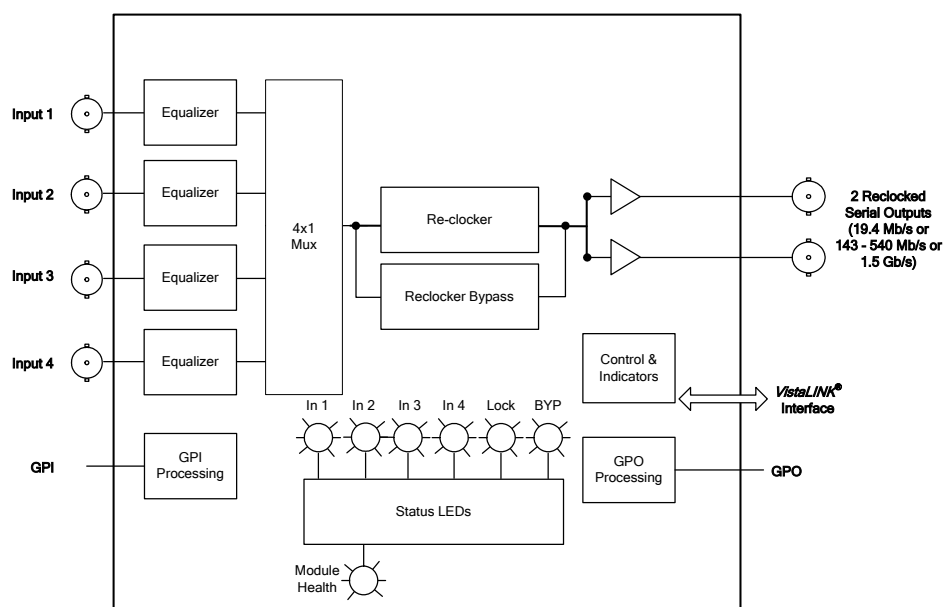 Input 1
Equalizer
Input 2
Equalizer
Input 3
Equalizer
Input 4
Equalizer
4x1
Mux
Re-clocker
Reclocker Bypass
2 Reclocked
Serial Outputs
(19.4 Mb/s or
143 - 540 Mb/s or
1.5 Gb/s)
Control &
Indicators
VistaLINK®
Interface
In 1 In 2 In 3 In 4 Lock BYP
GPI
GPI
Processing
Status LEDs
GPO
Processing
GPO
Module
Health